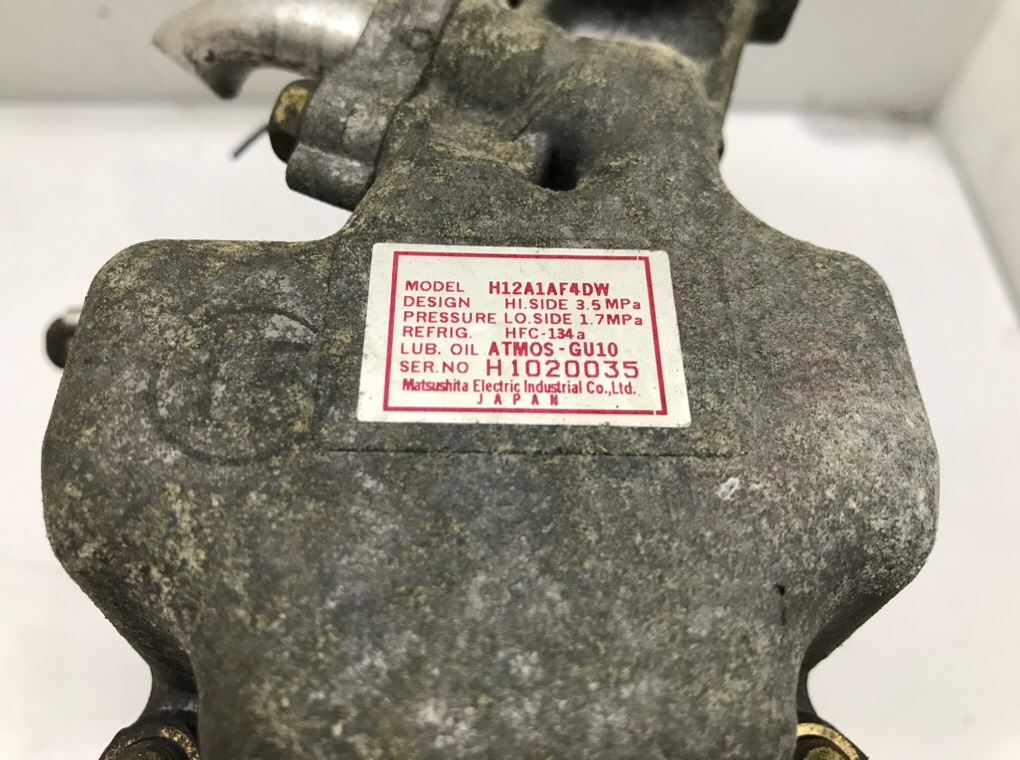 MODEL H12A1AF4DW
DESIGN HI.SIDE 3.5MPa
PRESSURE LO.SIDE 1.7MPa
REFRIG. HFC-134a
LUB. OIL ATMOS-GU10
SER.NO H1020035
Matsushita Electric Industrial Co.,Ltd.
JAPAN